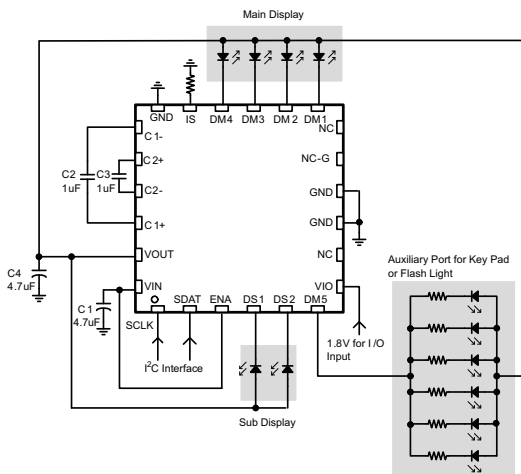 Main Display
GND
IS
DM4
DM3
DM2
DM1
C1-
NC
C2
1uF
C3
1uF
C2+
NC-G
C2-
GND
C1+
GND
VOUT
NC
C4
4.7uF
VIN
VIO
C1
4.7uF
SCLK
SDAT
ENA
DS1
DS2
DM5
I²C Interface
1.8V for I/O
Input
Sub Display
Auxiliary Port for Key Pad
or Flash Light